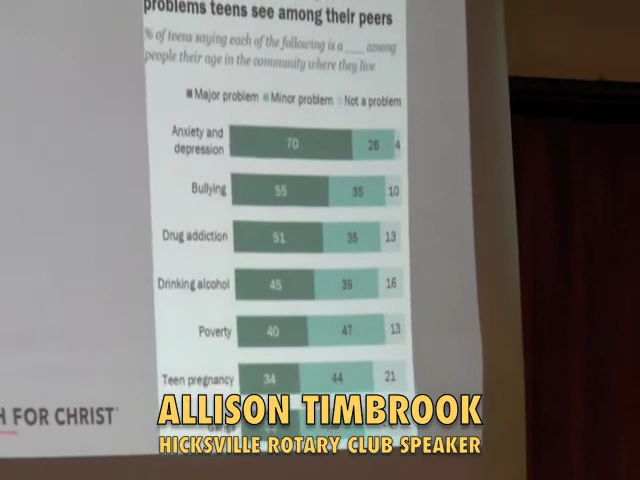 problems teens see among their peers
% of teens saying each of the following is a ___ among
people their age in the community where they live
Major problem Minor problem Not a problem
Anxiety and
depression 70 26 4
Bullying 55 35 10
Drug addiction 51 35 13
Drinking alcohol 45 39 16
Poverty 40 47 13
Teen pregnancy 34 44 21
H FOR CHRIST
ALLISON TIMBROOK
HICKSVILLE ROTARY CLUB SPEAKER